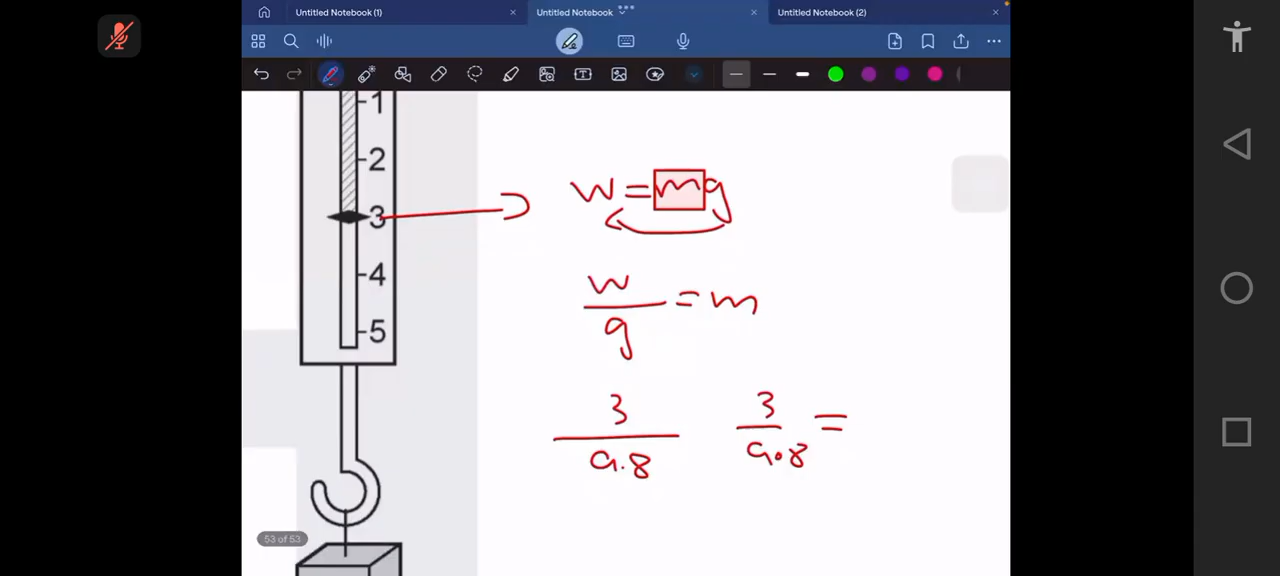 Untitled Notebook (1) × Untitled Notebook × Untitled Notebook (2) ×
-1
-2
-3
-4
-5
w = mg
w
g
= m
3
9.8
3
9.8
=
53 of 53